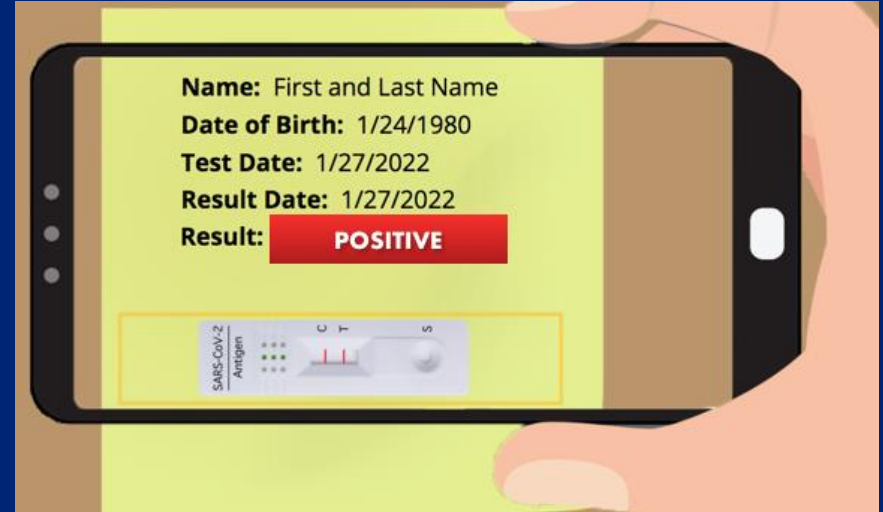 Name: First and Last Name
Date of Birth: 1/24/1980
Test Date: 1/27/2022
Result Date: 1/27/2022
Result: POSITIVE
SARS-CoV-2
Antigen
C T
S